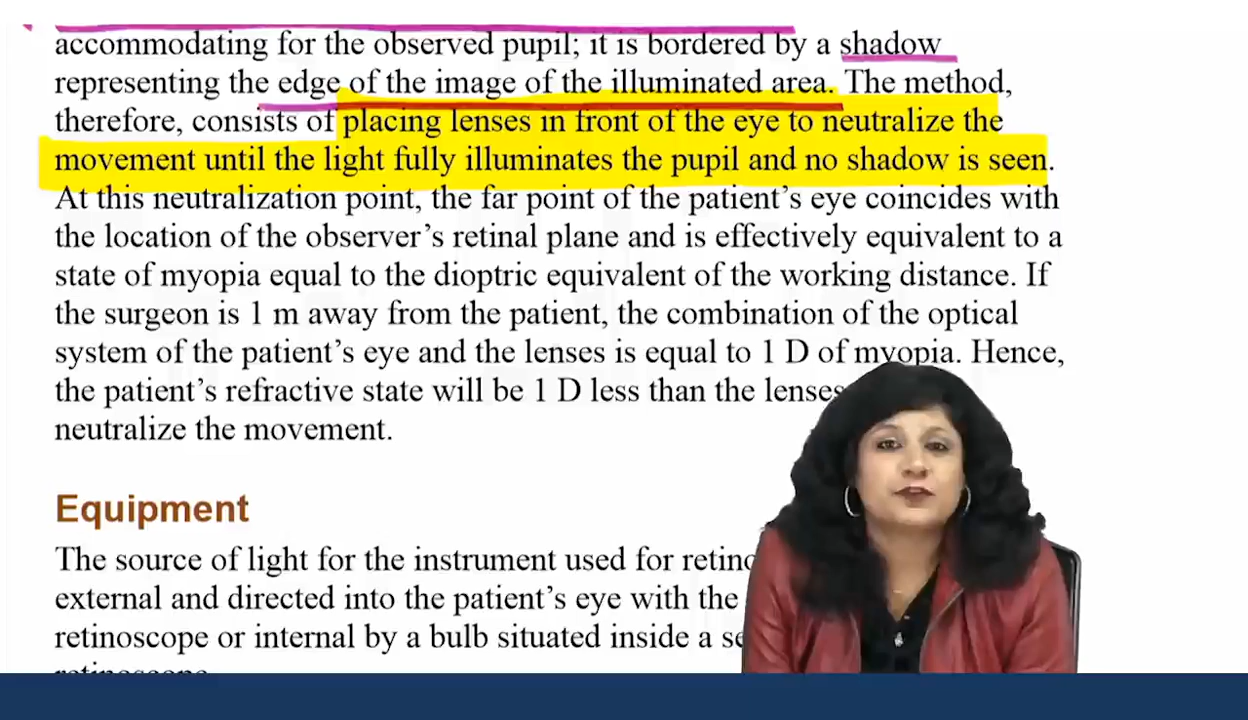 accommodating for the observed pupil; it is bordered by a shadow
representing the edge of the image of the illuminated area. The method,
therefore, consists of placing lenses in front of the eye to neutralize the
movement until the light fully illuminates the pupil and no shadow is seen.
At this neutralization point, the far point of the patient's eye coincides with
the location of the observer's retinal plane and is effectively equivalent to a
state of myopia equal to the dioptric equivalent of the working distance. If
the surgeon is 1 m away from the patient, the combination of the optical
system of the patient's eye and the lenses is equal to 1 D of myopia. Hence,
the patient's refractive state will be 1 D less than the lenses
neutralize the movement.
Equipment
The source of light for the instrument used for
external and directed into the patient's eye with the
retinoscope or internal by a bulb situated inside a